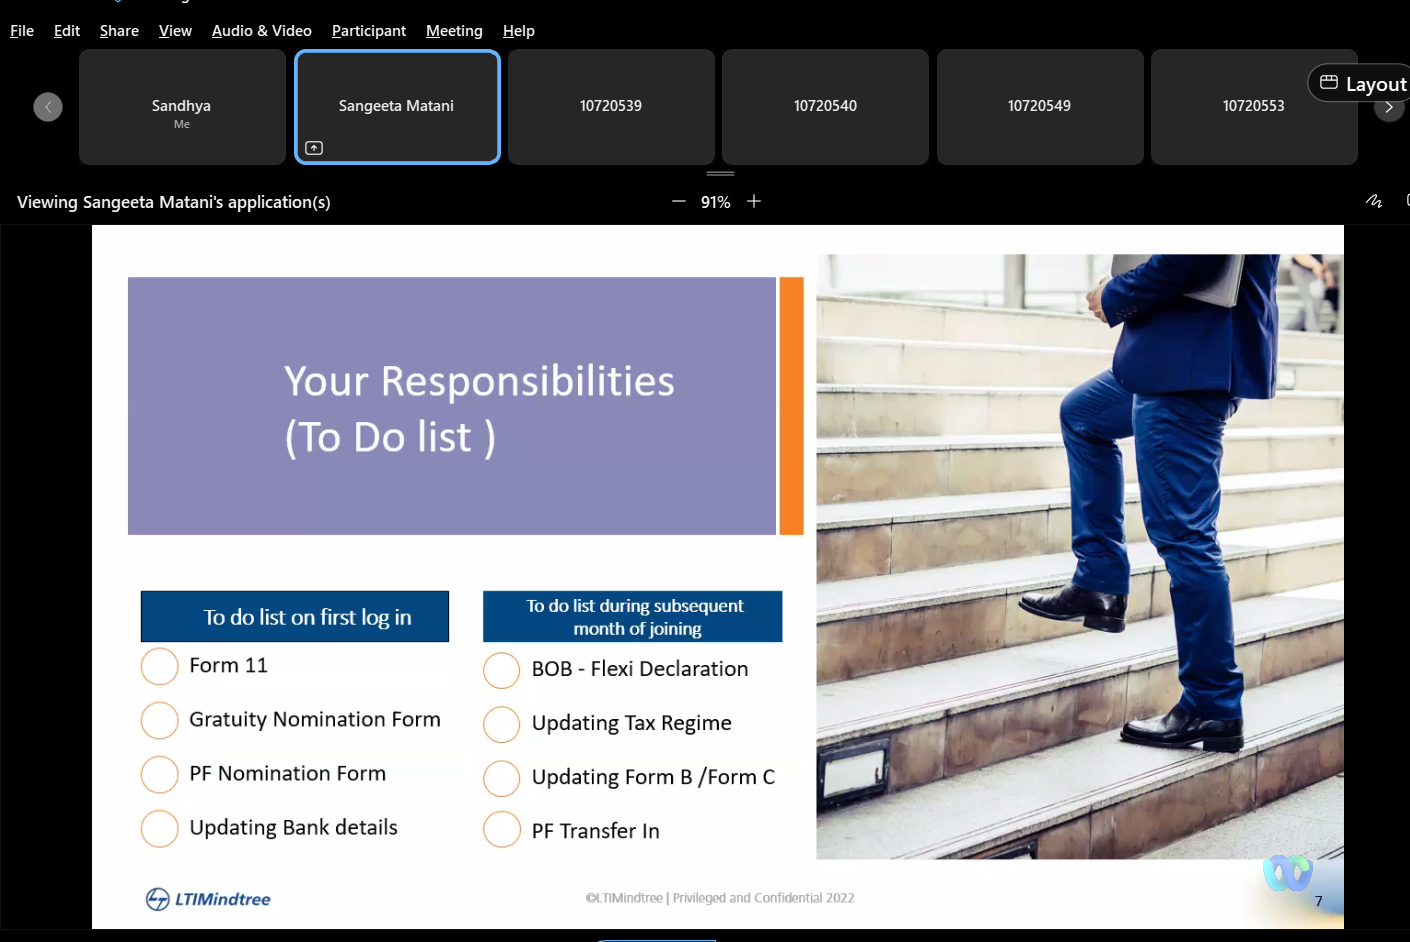 File Edit Share View Audio & Video Participant Meeting Help
Sandhya
Me
Sangeeta Matani
10720539
10720540
10720549
10720553
Layout
Viewing Sangeeta Matani's application(s)
91%
Your Responsibilities
(To Do list )
To do list on first log in
Form 11
Gratuity Nomination Form
PF Nomination Form
Updating Bank details
To do list during subsequent
month of joining
BOB - Flexi Declaration
Updating Tax Regime
Updating Form B /Form C
PF Transfer In
LTIMindtree
©LTIMindtree | Privileged and Confidential 2022
7